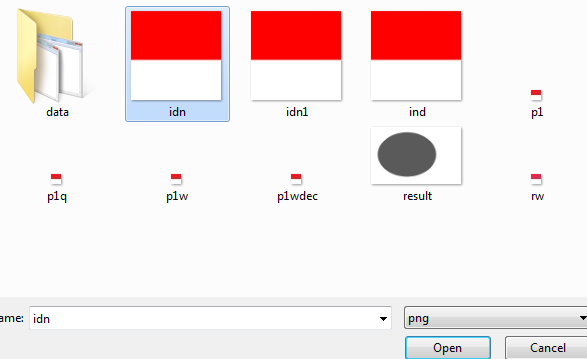 data idn idn1 ind p1
p1q p1w p1wdec result rw
ame: idn png
Open Cancel